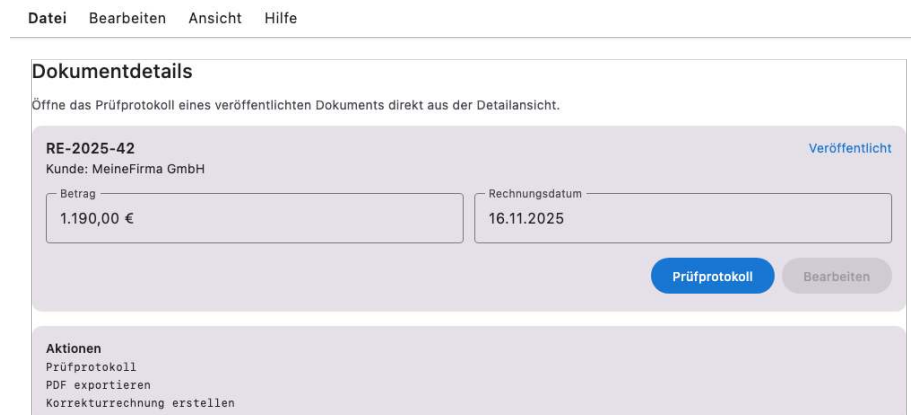 Datei Bearbeiten Ansicht Hilfe
Dokumentdetails
Öffne das Prüfprotokoll eines veröffentlichten Dokuments direkt aus der Detailansicht.
RE-2025-42 Veröffentlicht
Kunde: MeineFirma GmbH
Betrag Rechnungsdatum
1.190,00 € 16.11.2025
Prüfprotokoll Bearbeiten
Aktionen
Prüfprotokoll
PDF exportieren
Korrekturrechnung erstellen